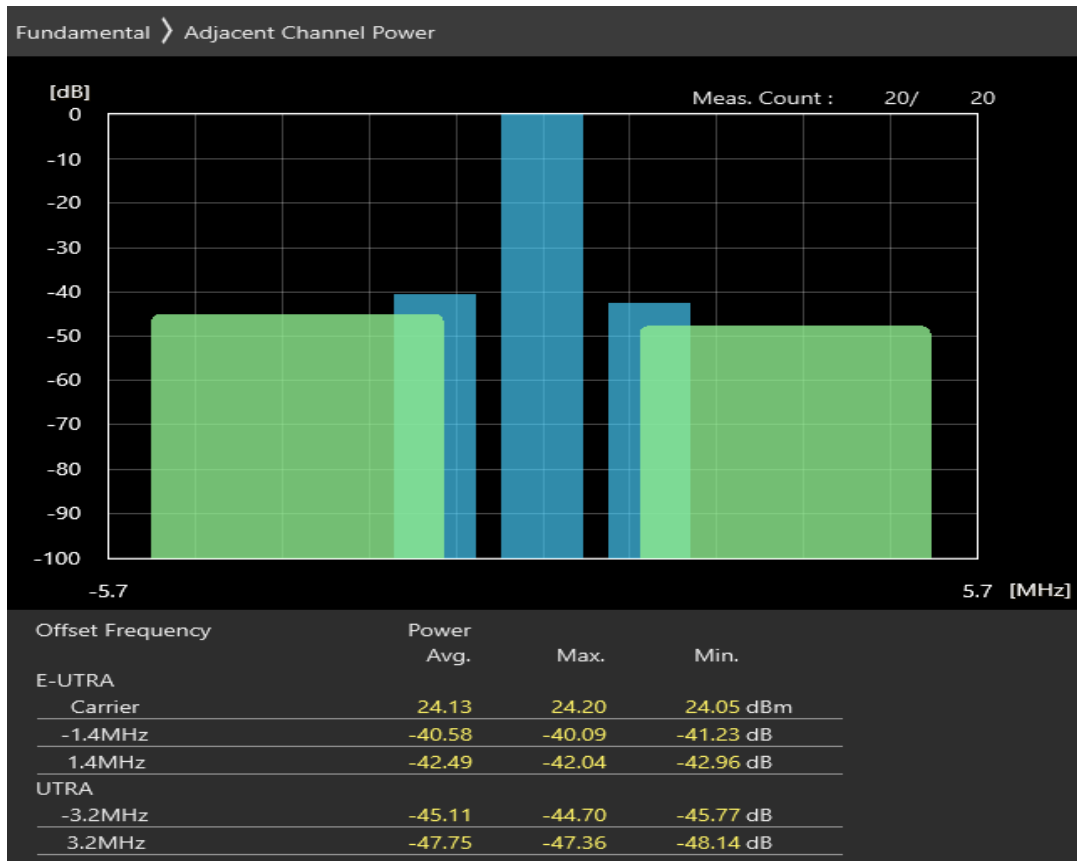 Fundamental 〉 Adjacent Channel Power
[dB]
Meas. Count : 20/ 20
0
-10
-20
-30
-40
-50
-60
-70
-80
-90
-100
-5.7 5.7 [MHz]
Offset Frequency Power
Avg. Max. Min.
E-UTRA
Carrier 24.13 24.20 24.05 dBm
-1.4MHz -40.58 -40.09 -41.23 dB
1.4MHz -42.49 -42.04 -42.96 dB
UTRA
-3.2MHz -45.11 -44.70 -45.77 dB
3.2MHz -47.75 -47.36 -48.14 dB